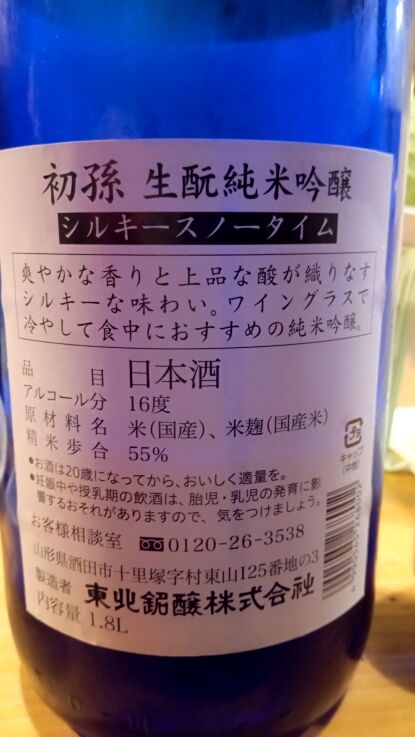 初孫 生酛純米吟醸
シルキースノータイム
爽やかな香りと上品な酸が織りなす
シルキーな味わい。ワイングラスで
冷やして食中におすすめの純米吟醸。
品目 日本酒
アルコール分 16度
原材料名 米(国産)、米麹(国産米)
精米歩合 55%
プラ
キャップ
(中栓)
●お酒は20歳になってから、おいしく適量を。
●妊娠中や授乳期の飲酒は、胎児・乳児の発育に影
響するおそれがありますので、気をつけましょう。
お客様相談室 0120-26-3538
山形県酒田市十里塚字村東山125番地の3
製造者 東北銘醸株式会社
内容量 1.8L